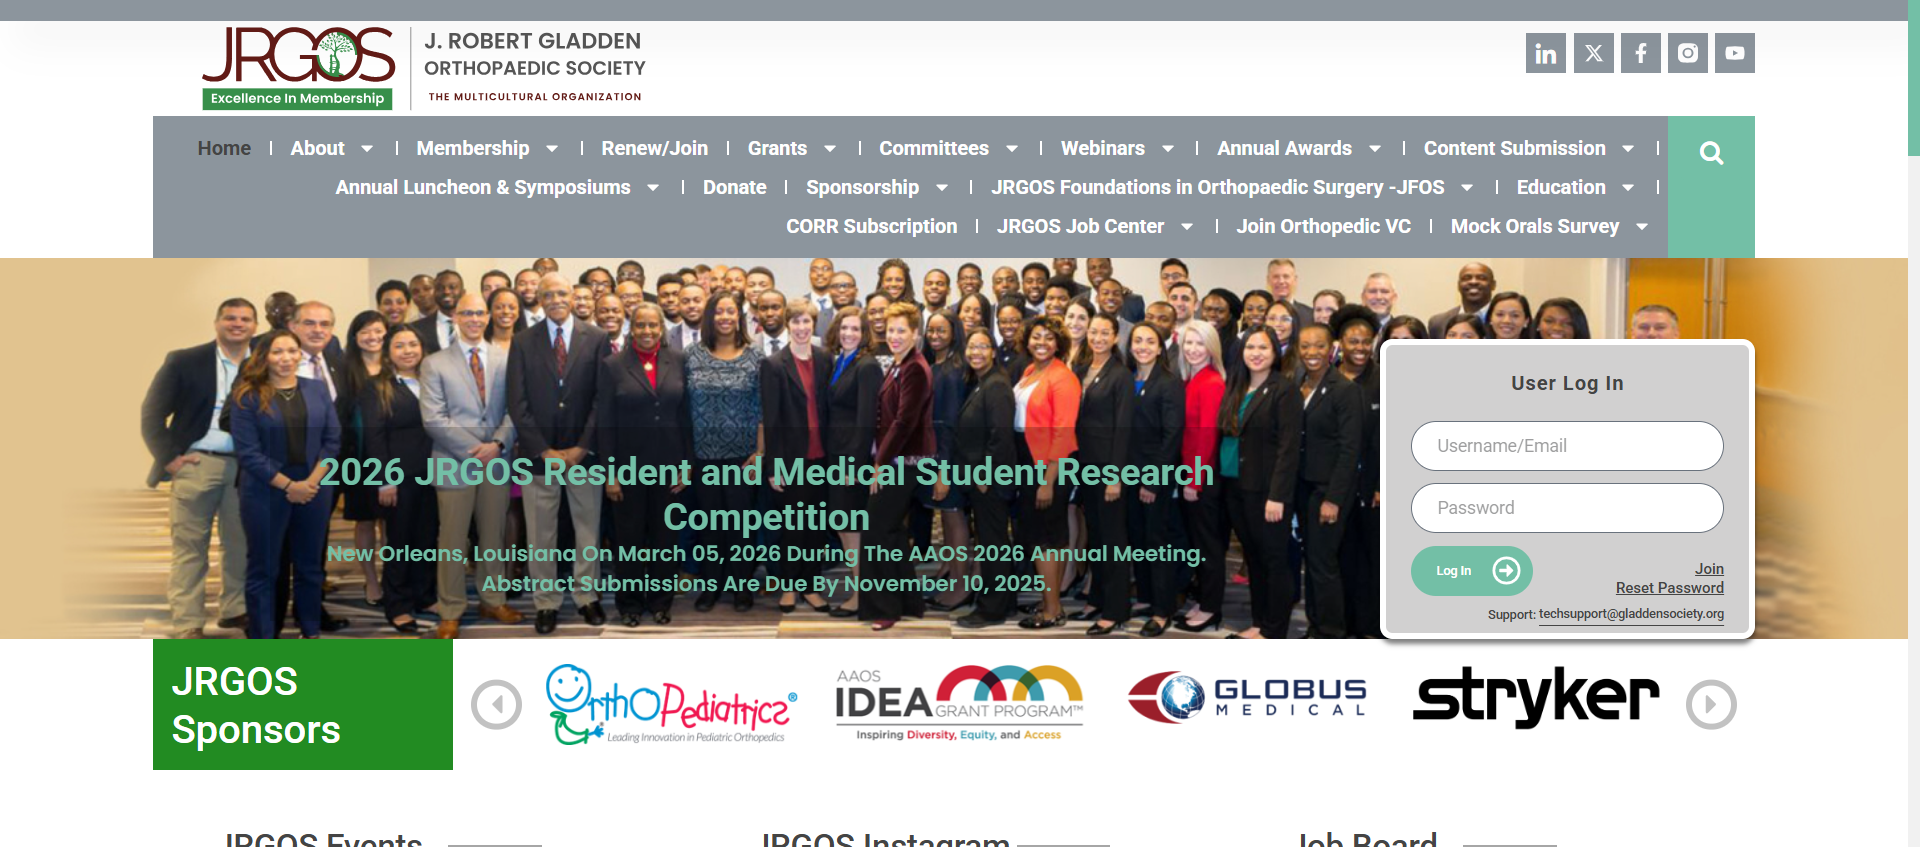 JRGOS
Excellence In Membership
J. ROBERT GLADDEN
ORTHOPAEDIC SOCIETY
THE MULTICULTURAL ORGANIZATION
Home About Membership Renew/Join Grants Committees Webinars Annual Awards Content Submission
Annual Luncheon & Symposiums Donate Sponsorship JRGOS Foundations in Orthopaedic Surgery -JFOS Education
CORR Subscription JRGOS Job Center Join Orthopedic VC Mock Orals Survey
2026 JRGOS Resident and Medical Student Research
Competition
New Orleans, Louisiana On March 05, 2026 During The AAOS 2026 Annual Meeting.
Abstract Submissions Are Due By November 10, 2025.
User Log In
Username/Email
Password
Log In
Join
Reset Password
Support: techsupport@gladdensociety.org
JRGOS
Sponsors
OrthoPediatrics®
Leading Innovation in Pediatric Orthopedics
AAOS
IDEA GRANT PROGRAM™
Inspiring Diversity, Equity, and Access
GLOBUS
MEDICAL
stryker
JRGOS Events
JRGOS Instagram
Job Board